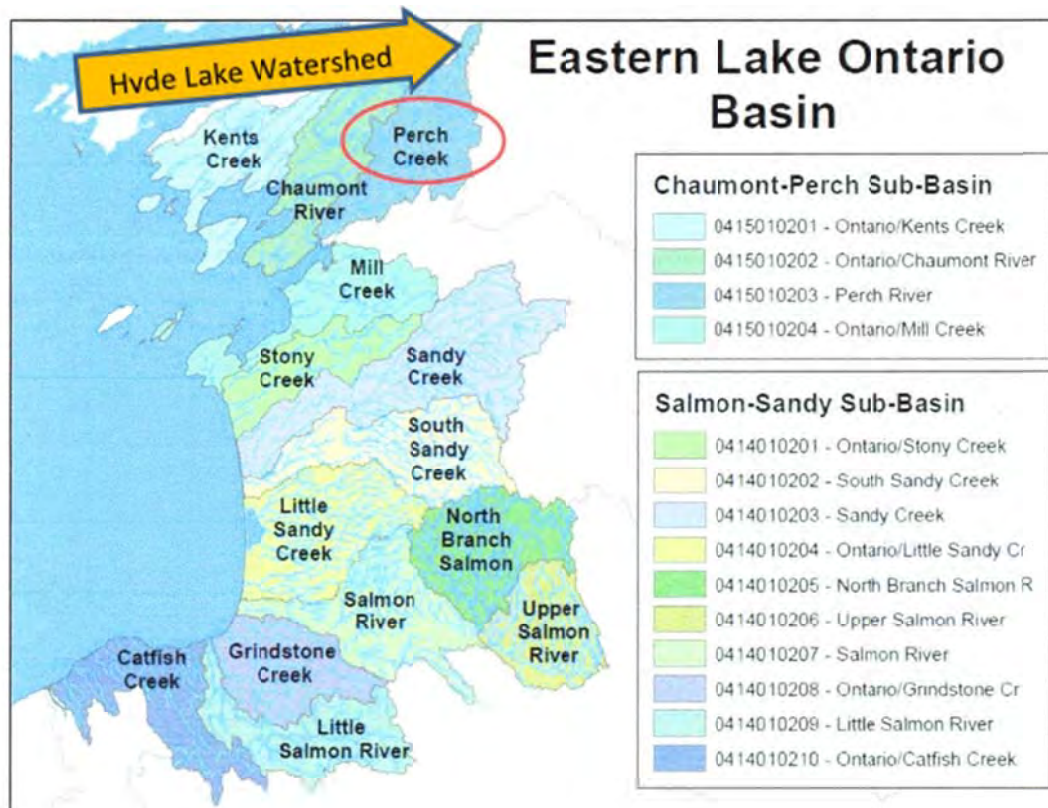 Eastern Lake Ontario
Basin
Hyde Lake Watershed
Kents
Creek
Perch
Creek
Chaumont
River
Mill
Creek
Stony
Creek
Sandy
Creek
South
Sandy
Creek
Little
Sandy
Creek
North
Branch
Salmon
Salmon
River
Upper
Salmon
River
Catfish
Creek
Grindstone
Creek
Little
Salmon River
Chaumont-Perch Sub-Basin
0415010201 - Ontario/Kents Creek
0415010202 - Ontario/Chaumont River
0415010203 - Perch River
0415010204 - Ontario/Mill Creek
Salmon-Sandy Sub-Basin
0414010201 - Ontario/Stony Creek
0414010202 - South Sandy Creek
0414010203 - Sandy Creek
0414010204 - Ontario/Little Sandy Cr
0414010205 - North Branch Salmon R
0414010206 - Upper Salmon River
0414010207 - Salmon River
0414010208 - Ontario/Grindstone Cr
0414010209 - Little Salmon River
0414010210 - Ontario/Catfish Creek